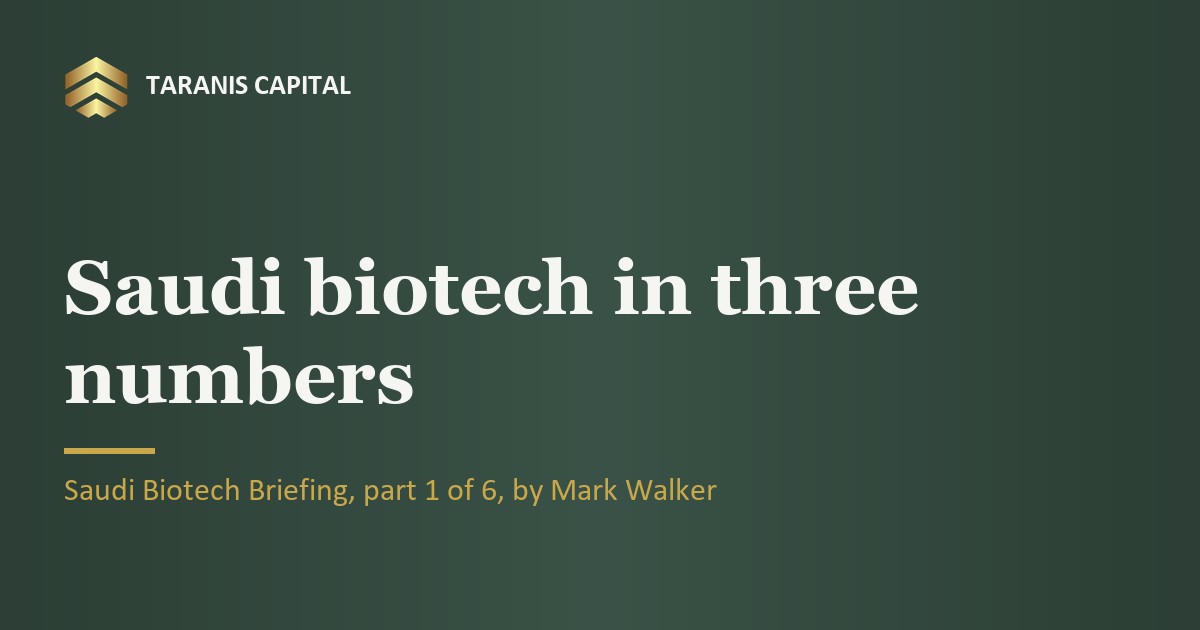 TARANIS CAPITAL
Saudi biotech in three
numbers
Saudi Biotech Briefing, part 1 of 6, by Mark Walker